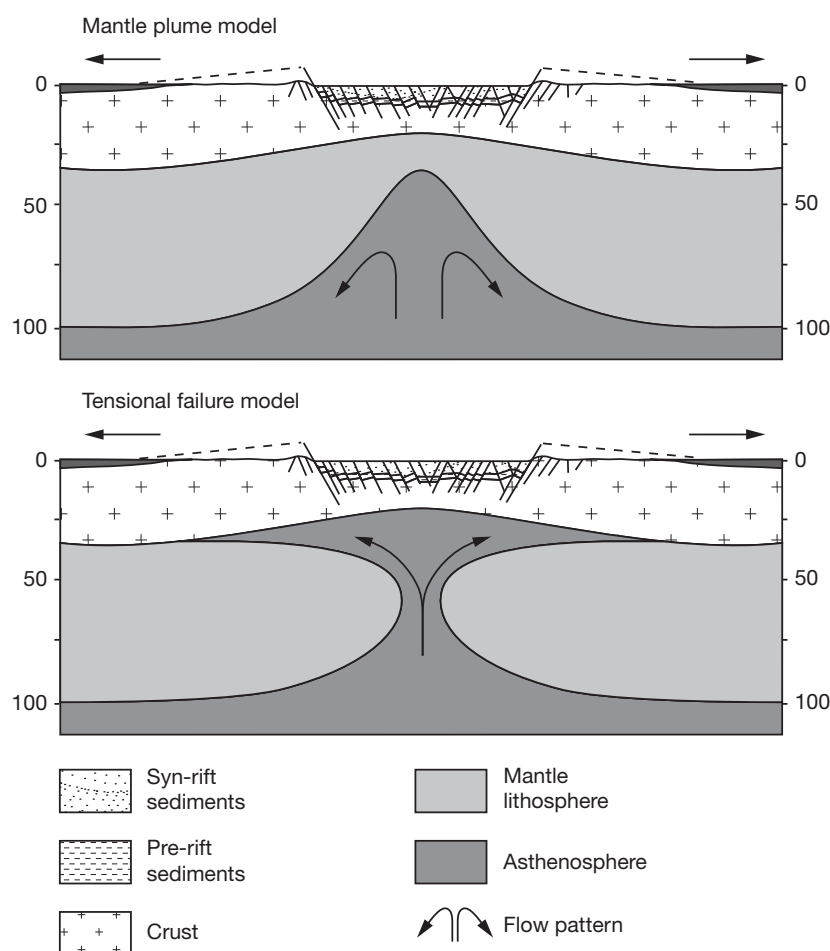 Mantle plume model
0 0
50 50
100 100
Tensional failure model
0 0
50 50
100 100
Syn-rift
sediments
Mantle
lithosphere
Pre-rift
sediments
Asthenosphere
Crust
Flow pattern